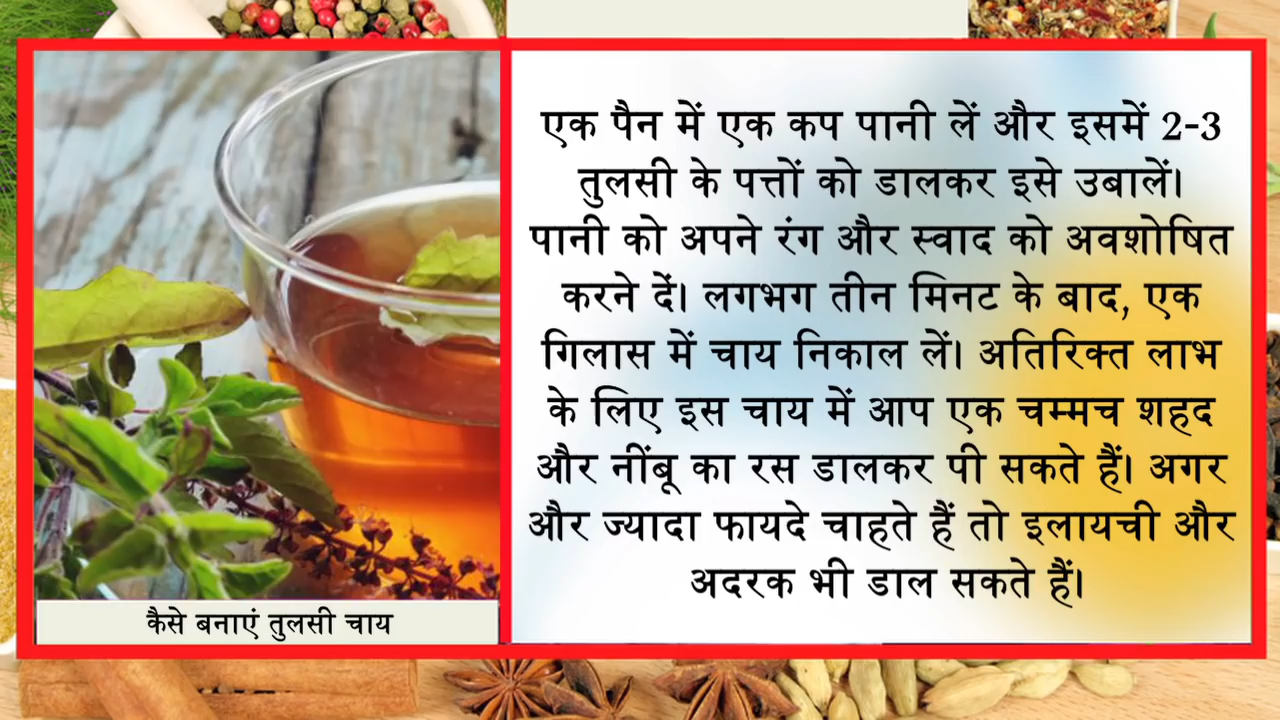 एक पैन में एक कप पानी लें और इसमें 2-3
तुलसी के पत्तों को डालकर इसे उबालें।
पानी को अपने रंग और स्वाद को अवशोषित
करने दें। लगभग तीन मिनट के बाद, एक
गिलास में चाय निकाल लें। अतिरिक्त लाभ
के लिए इस चाय में आप एक चम्मच शहद
और नींबू का रस डालकर पी सकते हैं। अगर
और ज्यादा फायदे चाहते हैं तो इलायची और
अदरक भी डाल सकते हैं।
कैसे बनाएं तुलसी चाय